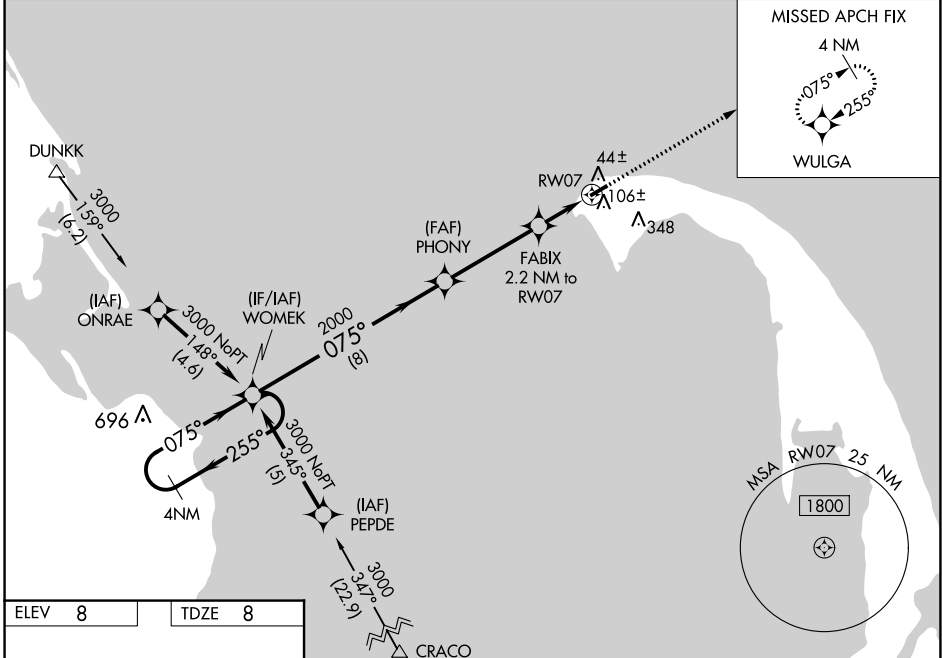 MISSED APCH FIX
4 NM
075°
255°
WULGA
DUNKK
3000
159°
(6.2)
(IAF)
ONRAE
3000 NoPT
148°
(4.6)
(IF/IAF)
WOMEK
2000
075°
(8)
(FAF)
PHONY
FABIX
2.2 NM to
RW07
RW07
44±
106±
348
696
075°
255°
4NM
3000 NoPT
345°
(5)
(IAF)
PEPDE
3000
347°
(22.9)
CRACO
MSA RW07 25 NM
1800
ELEV 8
TDZE 8